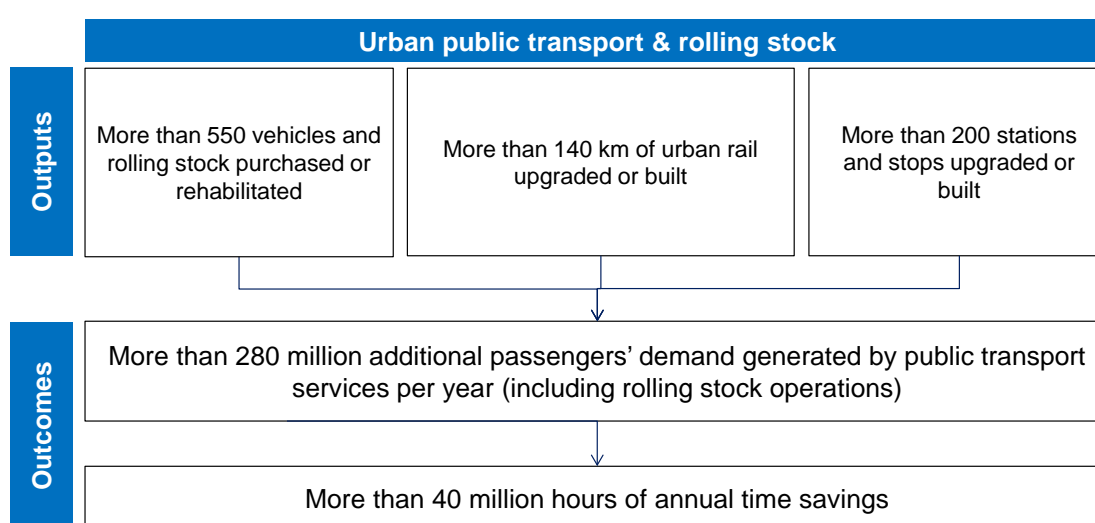 Urban public transport & rolling stock
Outputs
More than 550 vehicles and
rolling stock purchased or
rehabilitated
More than 140 km of urban rail
upgraded or built
More than 200 stations
and stops upgraded or
built
Outcomes
More than 280 million additional passengers’ demand generated by public transport
services per year (including rolling stock operations)
More than 40 million hours of annual time savings